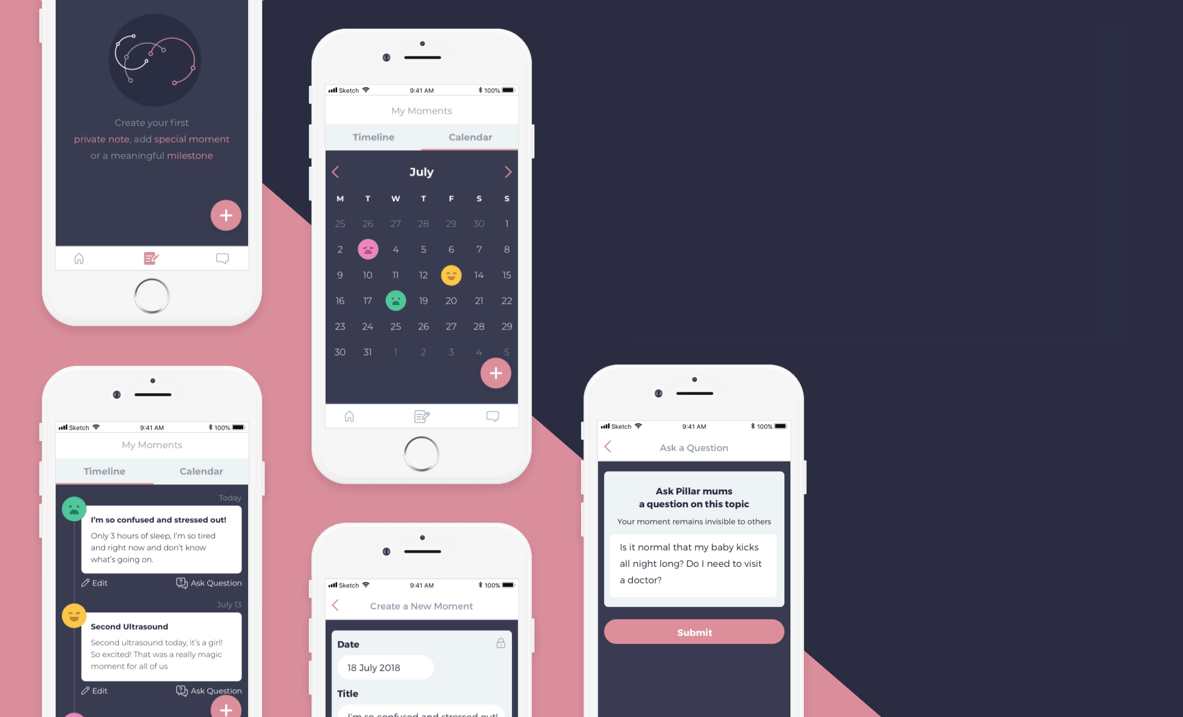 Create your first
private note, add special moment
or a meaningful milestone
Sketch 9:41 AM 100%
My Moments
Timeline Calendar
July
M T W T F S S
25 26 27 28 29 30 1
2 4 5 6 7 8
9 10 11 12 14 15
16 17 19 20 21 22
23 24 25 26 27 28 29
30 31 1 2 3 4 5
Sketch 9:41 AM 100%
My Moments
Timeline Calendar
Today
I'm so confused and stressed out!
Only 3 hours of sleep, I'm so tired
and right now and don't know
what's going on.
Edit Ask Question
July 13
Second Ultrasound
Second ultrasound today, it's a girl!
So excited! That was a really magic
moment for all of us
Edit Ask Question
Sketch 9:41 AM 100%
Create a New Moment
Date
18 July 2018
Title
I'm so confused and stressed out!
Sketch 9:41 AM 100%
Ask a Question
Ask Pillar mums
a question on this topic
Your moment remains invisible to others
Is it normal that my baby kicks
all night long? Do I need to visit
a doctor?
Submit